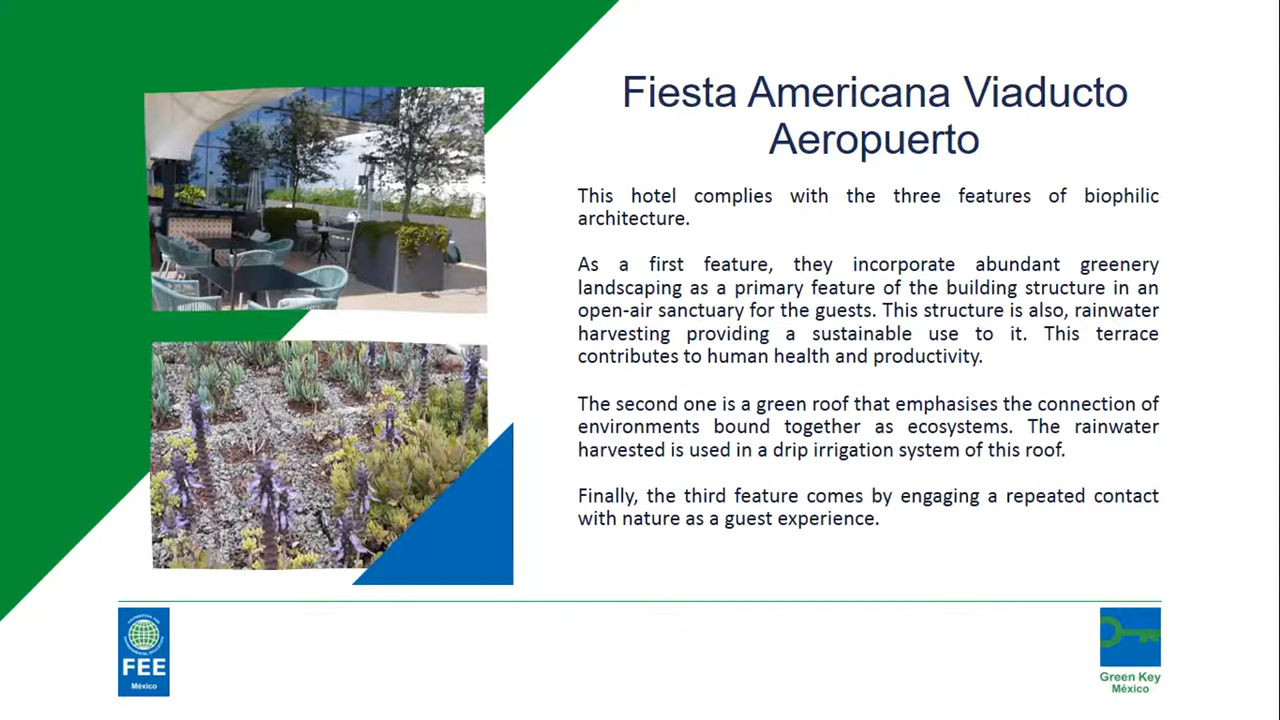 Fiesta Americana Viaducto
Aeropuerto
This hotel complies with the three features of biophilic
architecture.
As a first feature, they incorporate abundant greenery
landscaping as a primary feature of the building structure in an
open-air sanctuary for the guests. This structure is also, rainwater
harvesting providing a sustainable use to it. This terrace
contributes to human health and productivity.
The second one is a green roof that emphasises the connection of
environments bound together as ecosystems. The rainwater
harvested is used in a drip irrigation system of this roof.
Finally, the third feature comes by engaging a repeated contact
with nature as a guest experience.
FEE
México
Green Key
México